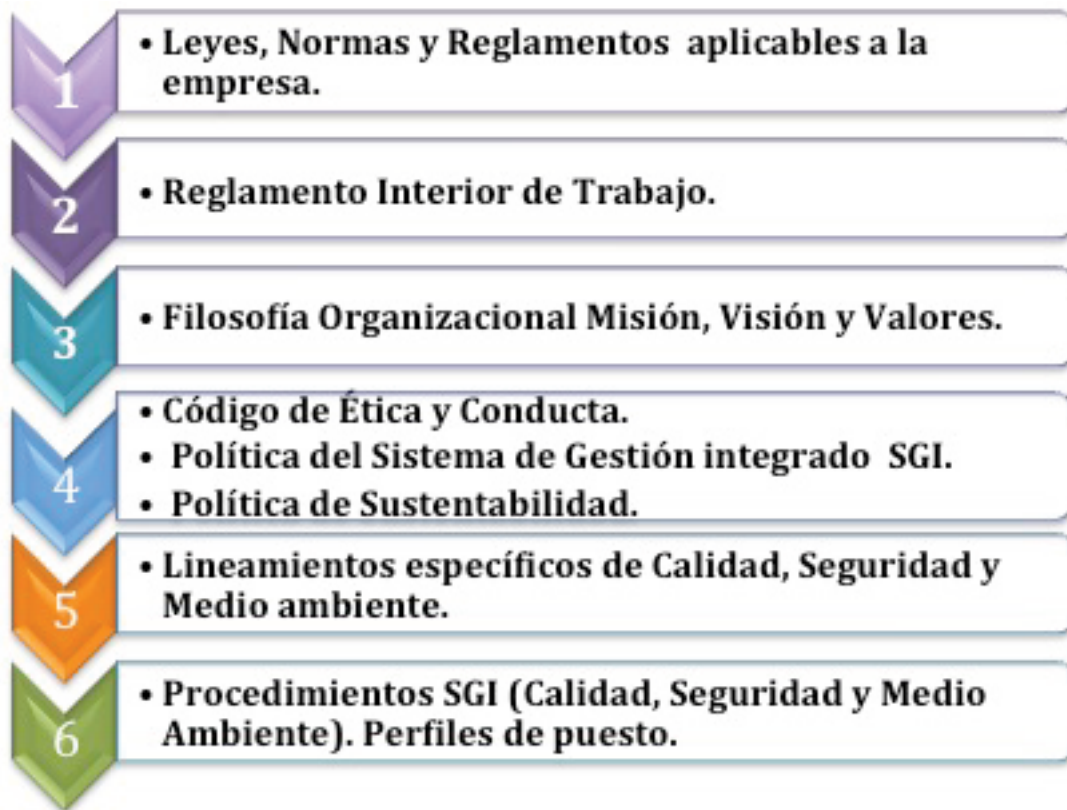 1
• Leyes, Normas y Reglamentos aplicables a la
empresa.
2
• Reglamento Interior de Trabajo.
3
• Filosofía Organizacional Misión, Visión y Valores.
4
• Código de Ética y Conducta.
• Política del Sistema de Gestión integrado SGI.
• Política de Sustentabilidad.
5
• Lineamientos específicos de Calidad, Seguridad y
Medio ambiente.
6
• Procedimientos SGI (Calidad, Seguridad y Medio
Ambiente). Perfiles de puesto.